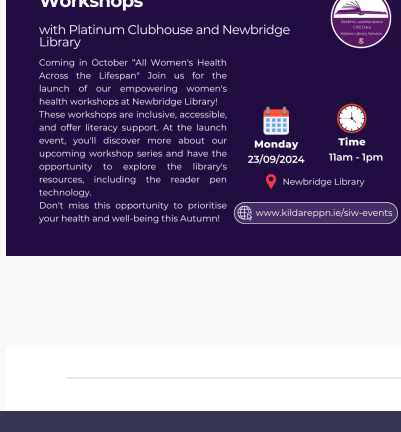 Workshops
with Platinum Clubhouse and Newbridge
Library
Coming in October "All Women's Health
Across the Lifespan" Join us for the
launch of our empowering women's
health workshops at Newbridge Library!
These workshops are inclusive, accessible,
and offer literacy support. At the launch
event, you'll discover more about our
upcoming workshop series and have the
opportunity to explore the library's
resources, including the reader pen
technology.
Don't miss this opportunity to prioritise
your health and well-being this Autumn!
Kildare Library Service
Monday
23/09/2024
Time
11am - 1pm
Newbridge Library
www.kildareppn.ie/siw-events